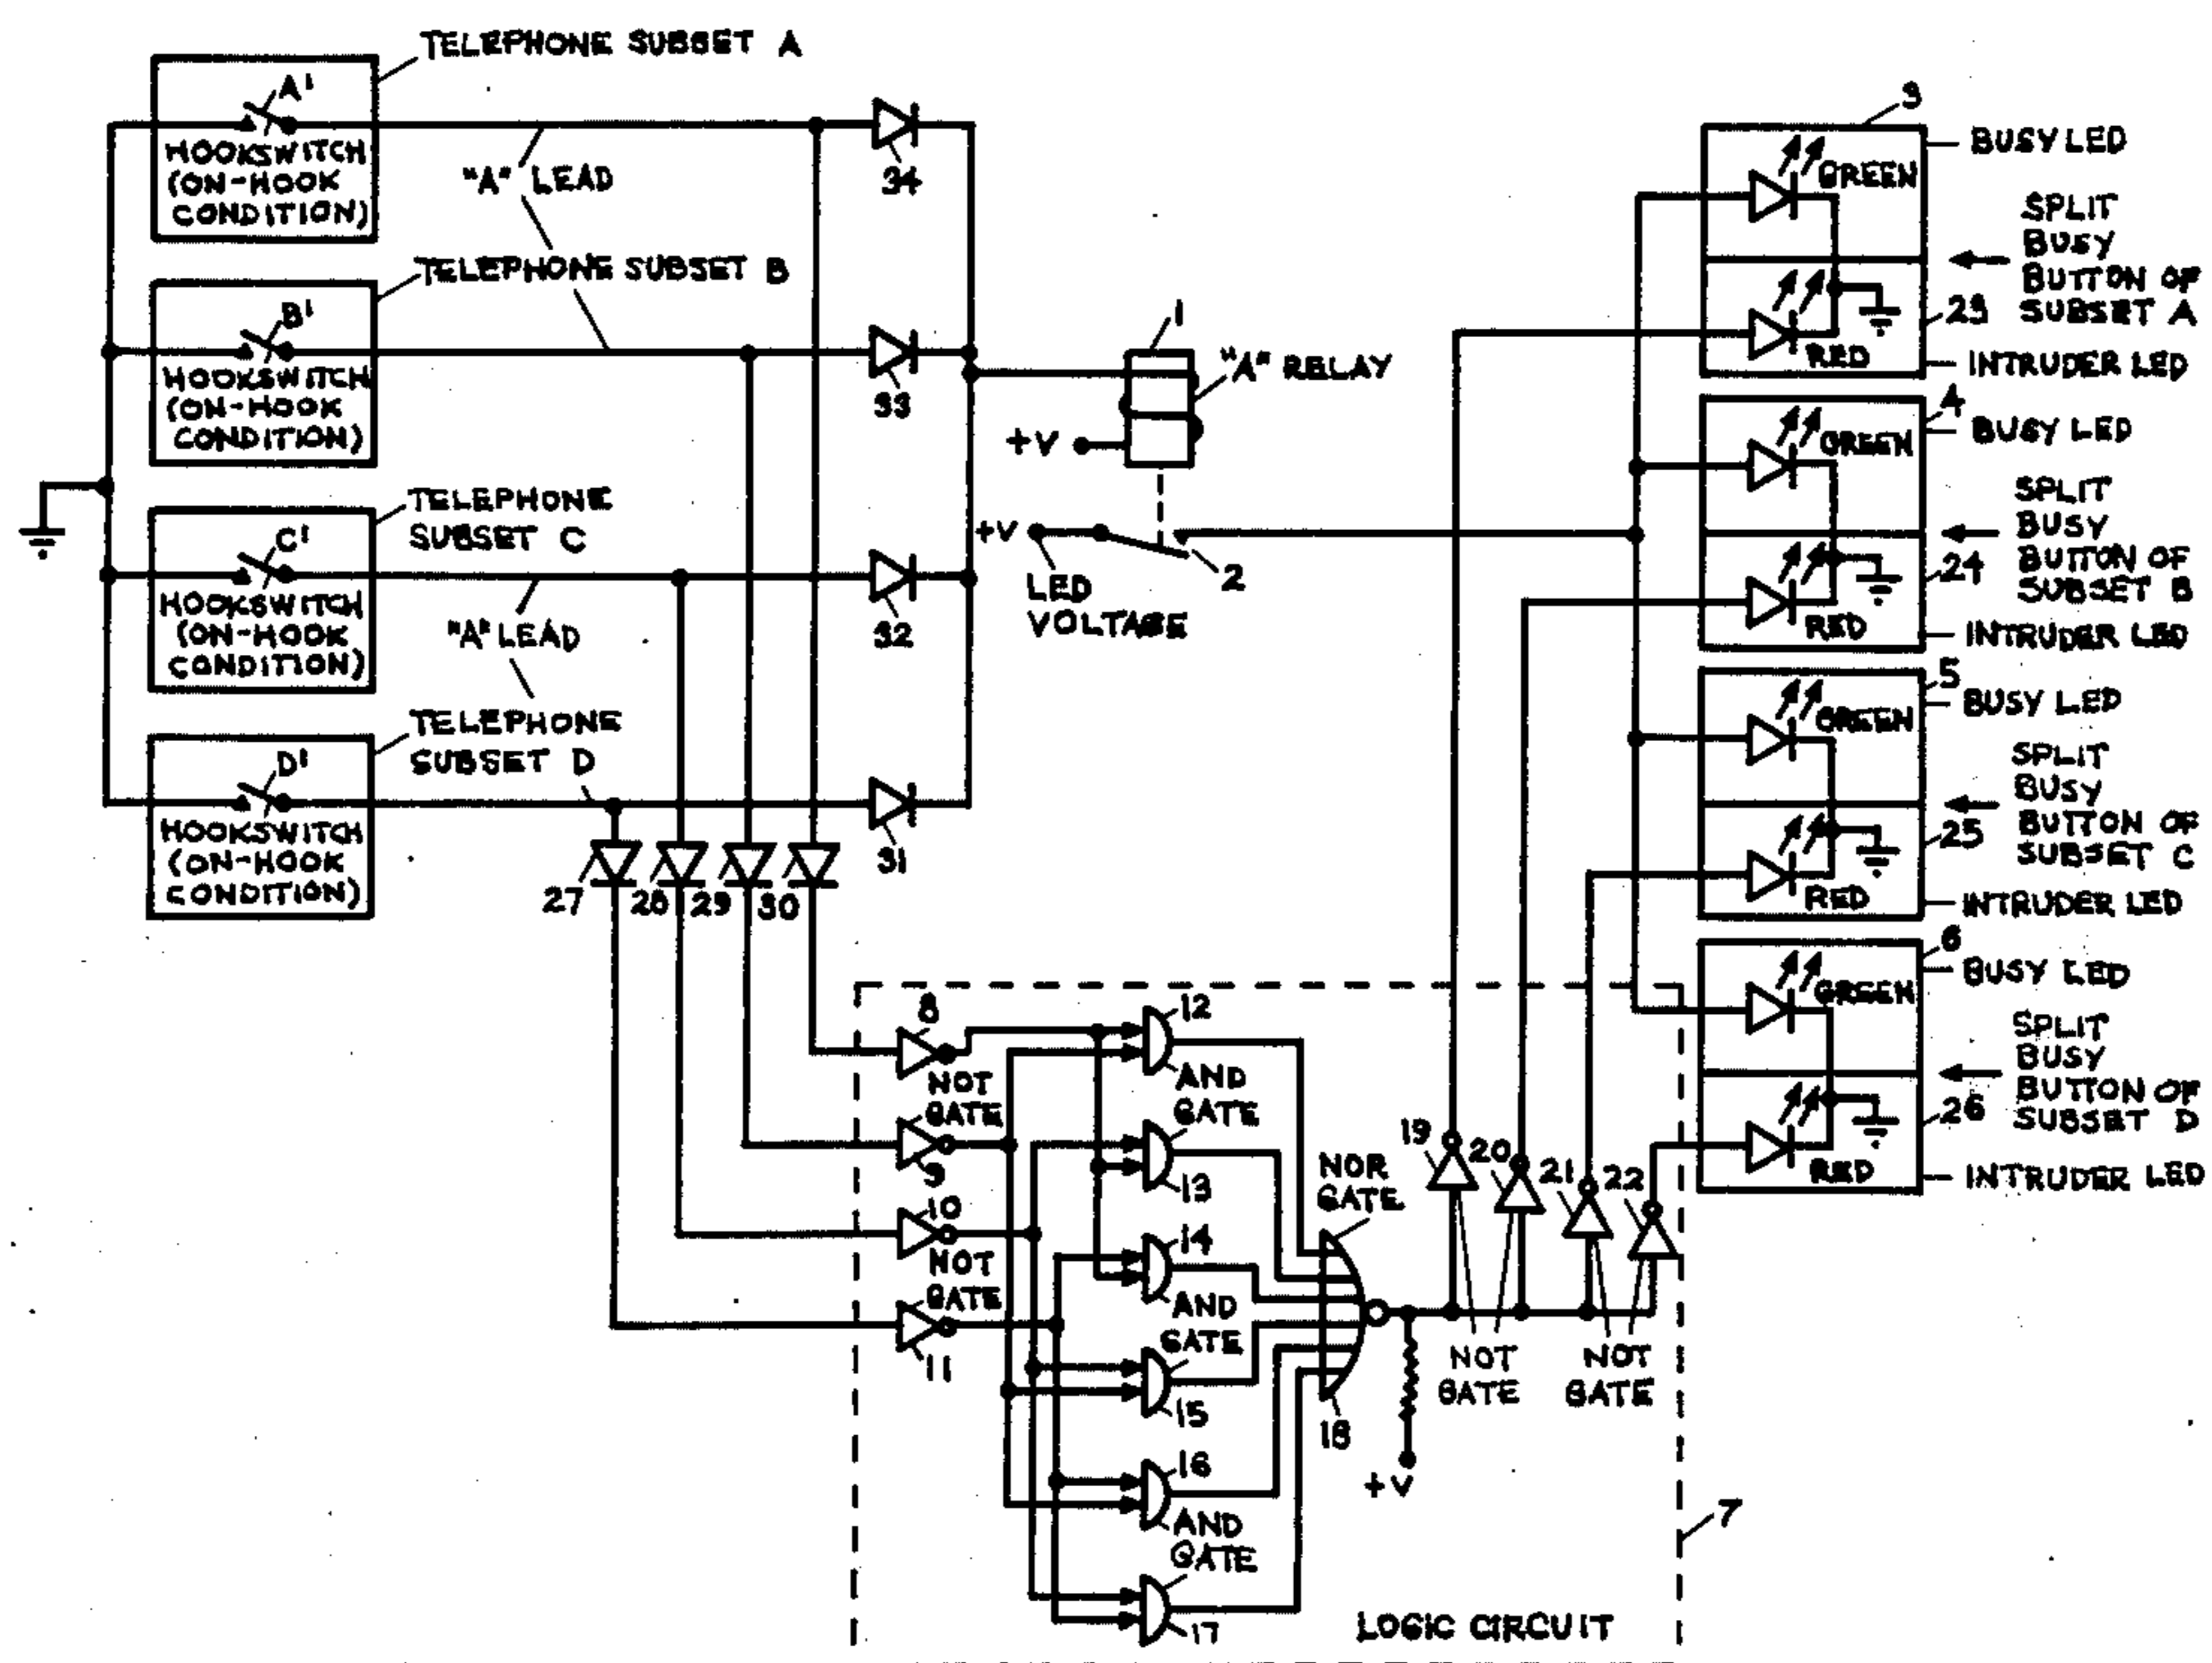 TELEPHONE SUBSET A
A'
HOOKSWITCH
(ON-HOOK
CONDITION)
"A" LEAD
34
TELEPHONE SUBSET B
B'
HOOKSWITCH
(ON-HOOK
CONDITION)
33
1
"A" RELAY
+V
TELEPHONE
SUBSET C
C'
HOOKSWITCH
(ON-HOOK
CONDITION)
"A" LEAD
32
+V
LED
VOLTAGE
2
TELEPHONE
SUBSET D
D'
HOOKSWITCH
(ON-HOOK
CONDITION)
31
27
28
29
30
3
BUSY LED
GREEN
SPLIT
BUSY
BUTTON OF
SUBSET A
23
RED
INTRUDER LED
4
BUSY LED
GREEN
SPLIT
BUSY
BUTTON OF
SUBSET B
24
RED
INTRUDER LED
5
BUSY LED
GREEN
SPLIT
BUSY
BUTTON OF
SUBSET C
25
RED
INTRUDER LED
6
BUSY LED
GREEN
SPLIT
BUSY
BUTTON OF
SUBSET D
26
RED
INTRUDER LED
8
NOT
GATE
9
10
NOT
GATE
11
12
AND
GATE
13
14
AND
GATE
15
16
AND
GATE
17
NOR
GATE
18
+V
19
20
21
22
NOT
GATE
NOT
GATE
7
LOGIC CIRCUIT